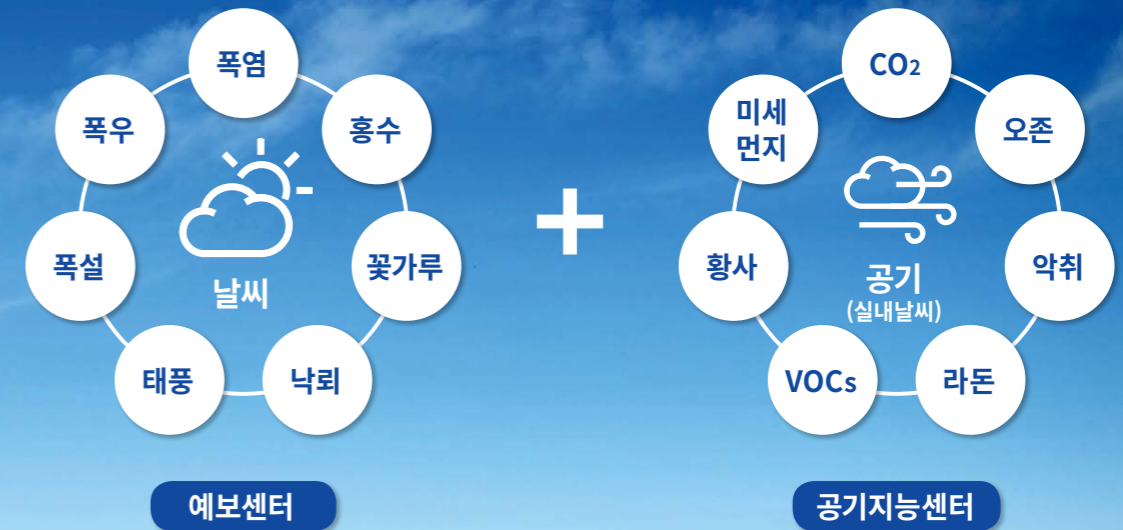 폭염
홍수
꽃가루
낙뢰
태풍
폭설
폭우
날씨
예보센터
+
CO₂
오존
악취
라돈
VOCs
황사
미세
먼지
공기
(실내날씨)
공기지능센터